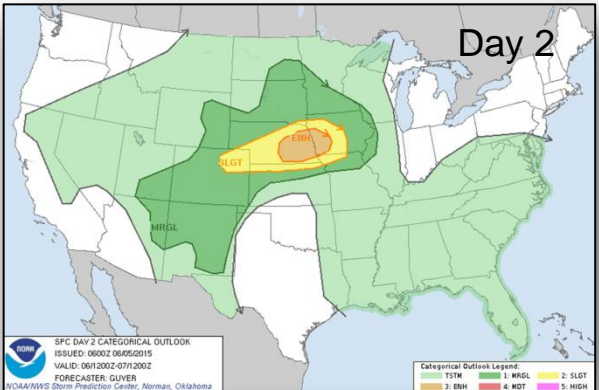 Day 2
ENH
SLGT
MRGL
NOAA
SPC DAY 2 CATEGORICAL OUTLOOK
ISSUED: 0600Z 06/05/2015
VALID: 06/1200Z-07/1200Z
FORECASTER: GUYER
NOAA/NWS Storm Prediction Center, Norman, Oklahoma
Categorical Outlook Legend:
TSTM 1: MRGL 2: SLGT
3: ENH 4: MDT 5: HIGH